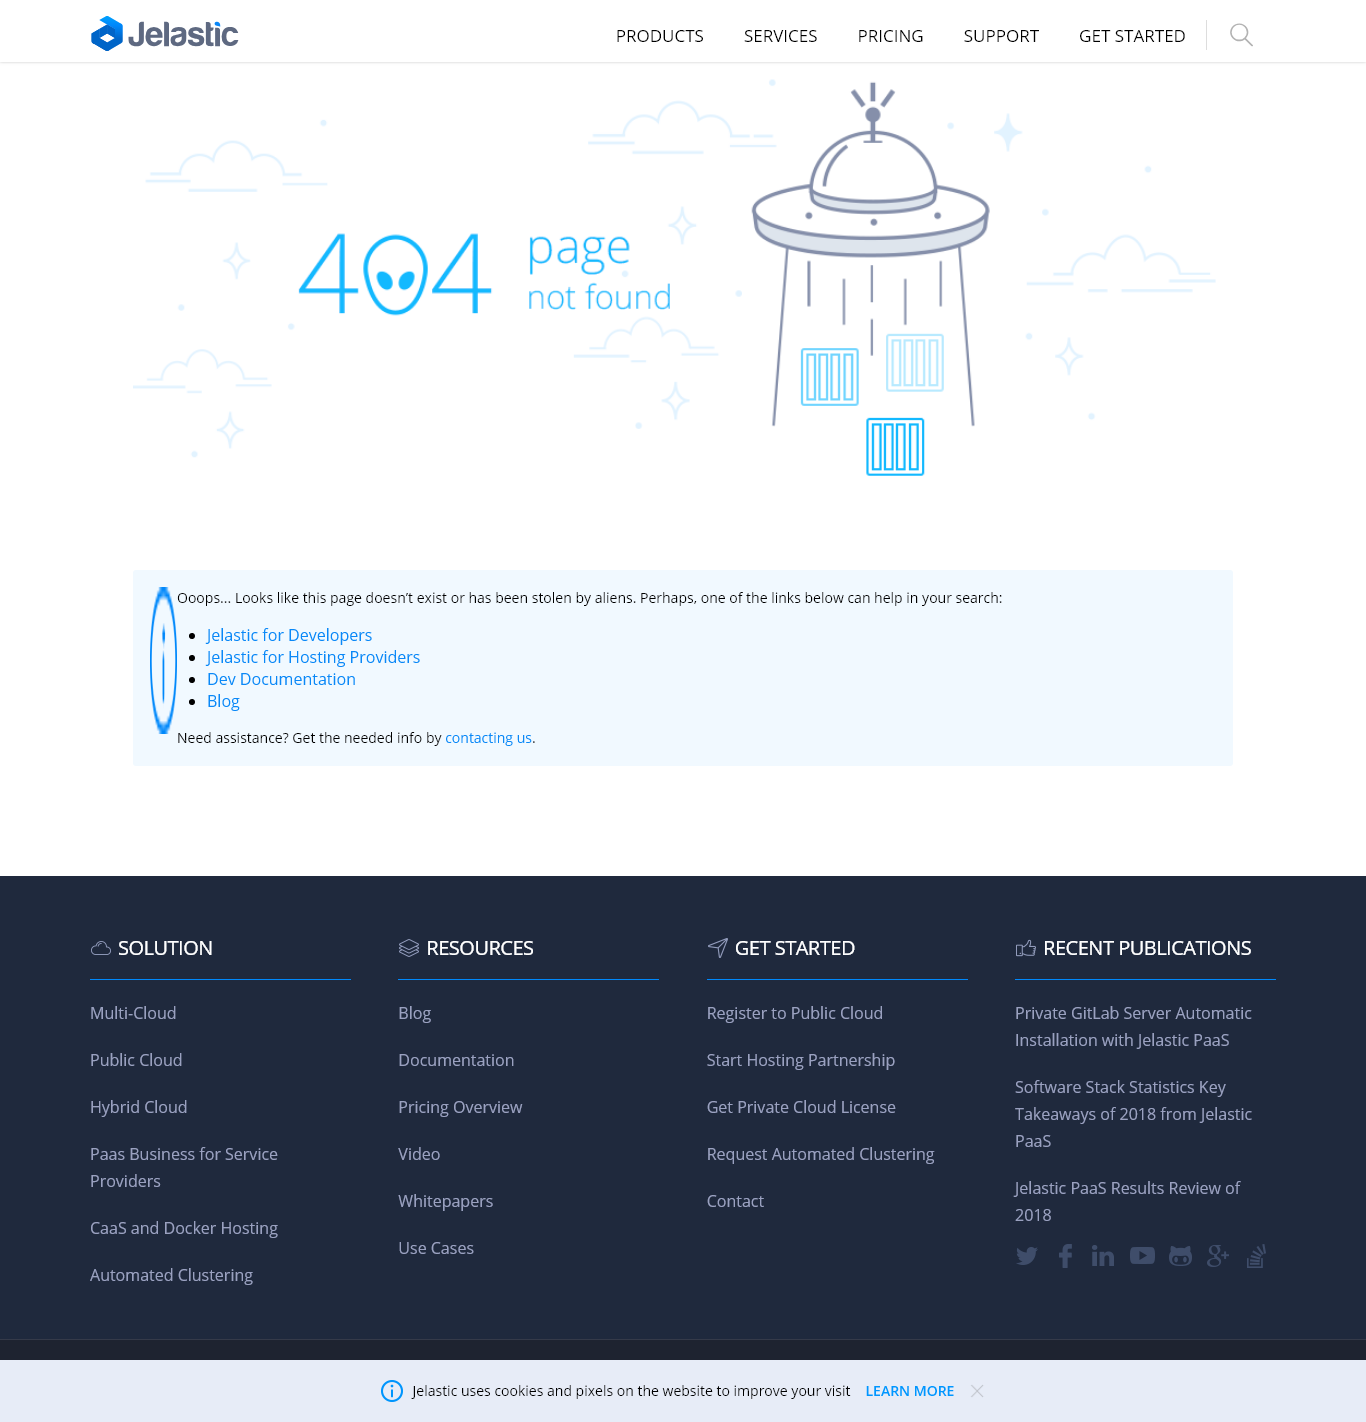 Jelastic
PRODUCTS SERVICES PRICING SUPPORT GET STARTED
404 page
not found
Ooops... Looks like this page doesn’t exist or has been stolen by aliens. Perhaps, one of the links below can help in your search:
Jelastic for Developers
Jelastic for Hosting Providers
Dev Documentation
Blog
Need assistance? Get the needed info by contacting us.
SOLUTION
Multi-Cloud
Public Cloud
Hybrid Cloud
Paas Business for Service
Providers
CaaS and Docker Hosting
Automated Clustering
RESOURCES
Blog
Documentation
Pricing Overview
Video
Whitepapers
Use Cases
GET STARTED
Register to Public Cloud
Start Hosting Partnership
Get Private Cloud License
Request Automated Clustering
Contact
RECENT PUBLICATIONS
Private GitLab Server Automatic
Installation with Jelastic PaaS
Software Stack Statistics Key
Takeaways of 2018 from Jelastic
PaaS
Jelastic PaaS Results Review of
2018
Jelastic uses cookies and pixels on the website to improve your visit LEARN MORE